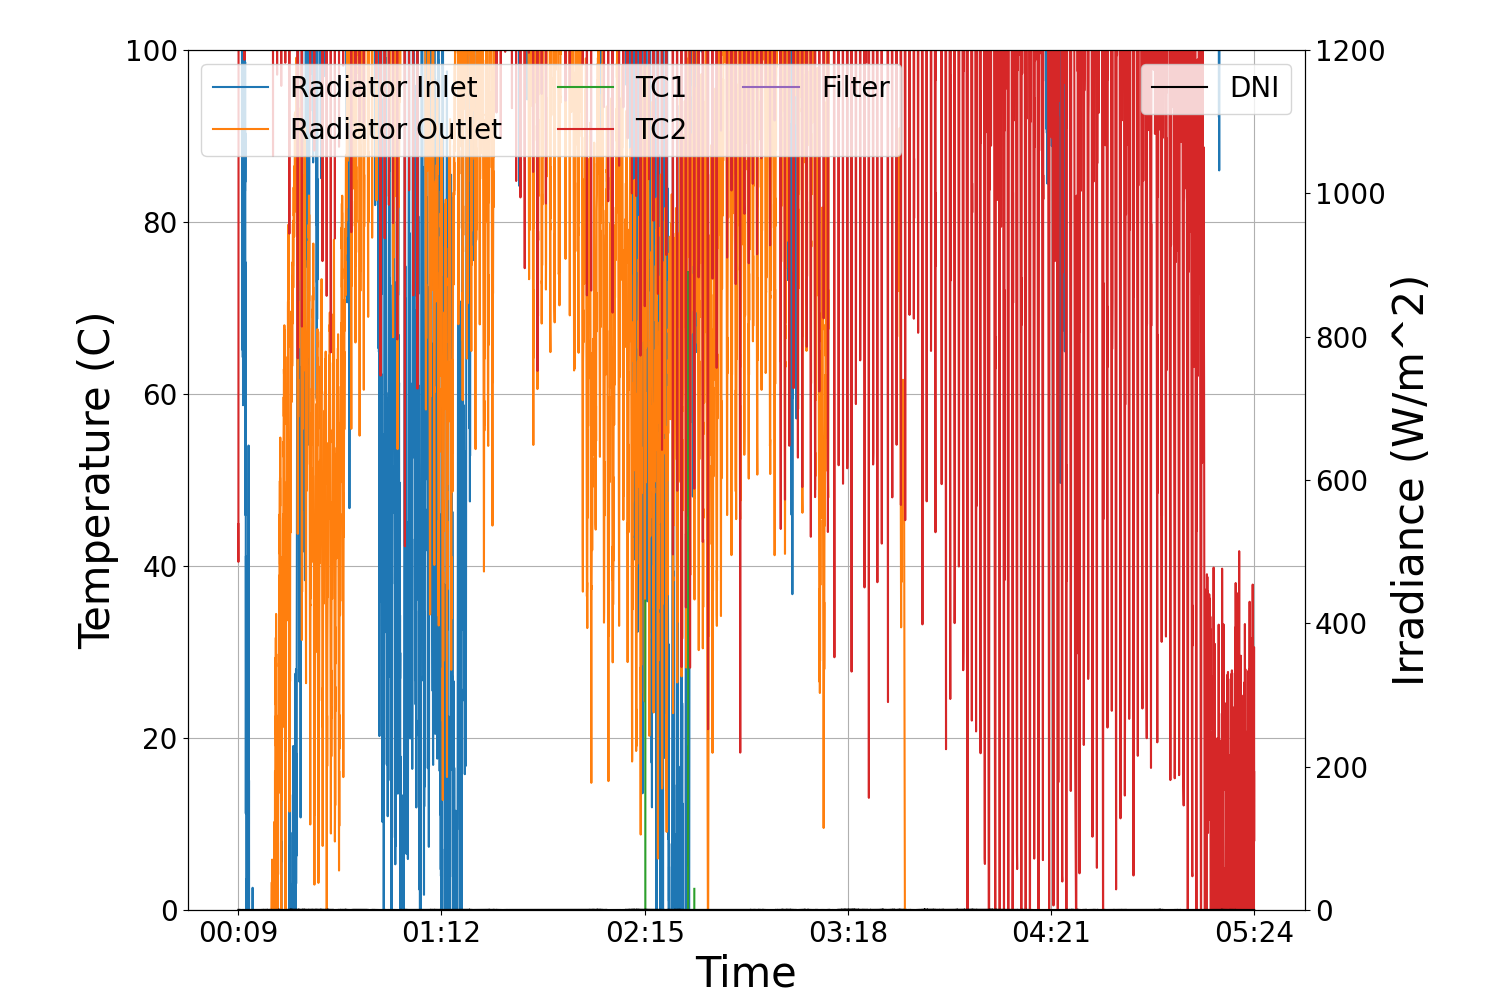 100
80
60
40
20
0
Temperature (C)
Radiator Inlet
Radiator Outlet
TC1
TC2
Filter
DNI
1200
1000
800
600
400
200
0
Irradiance (W/m^2)
00:09
01:12
02:15
03:18
04:21
05:24
Time